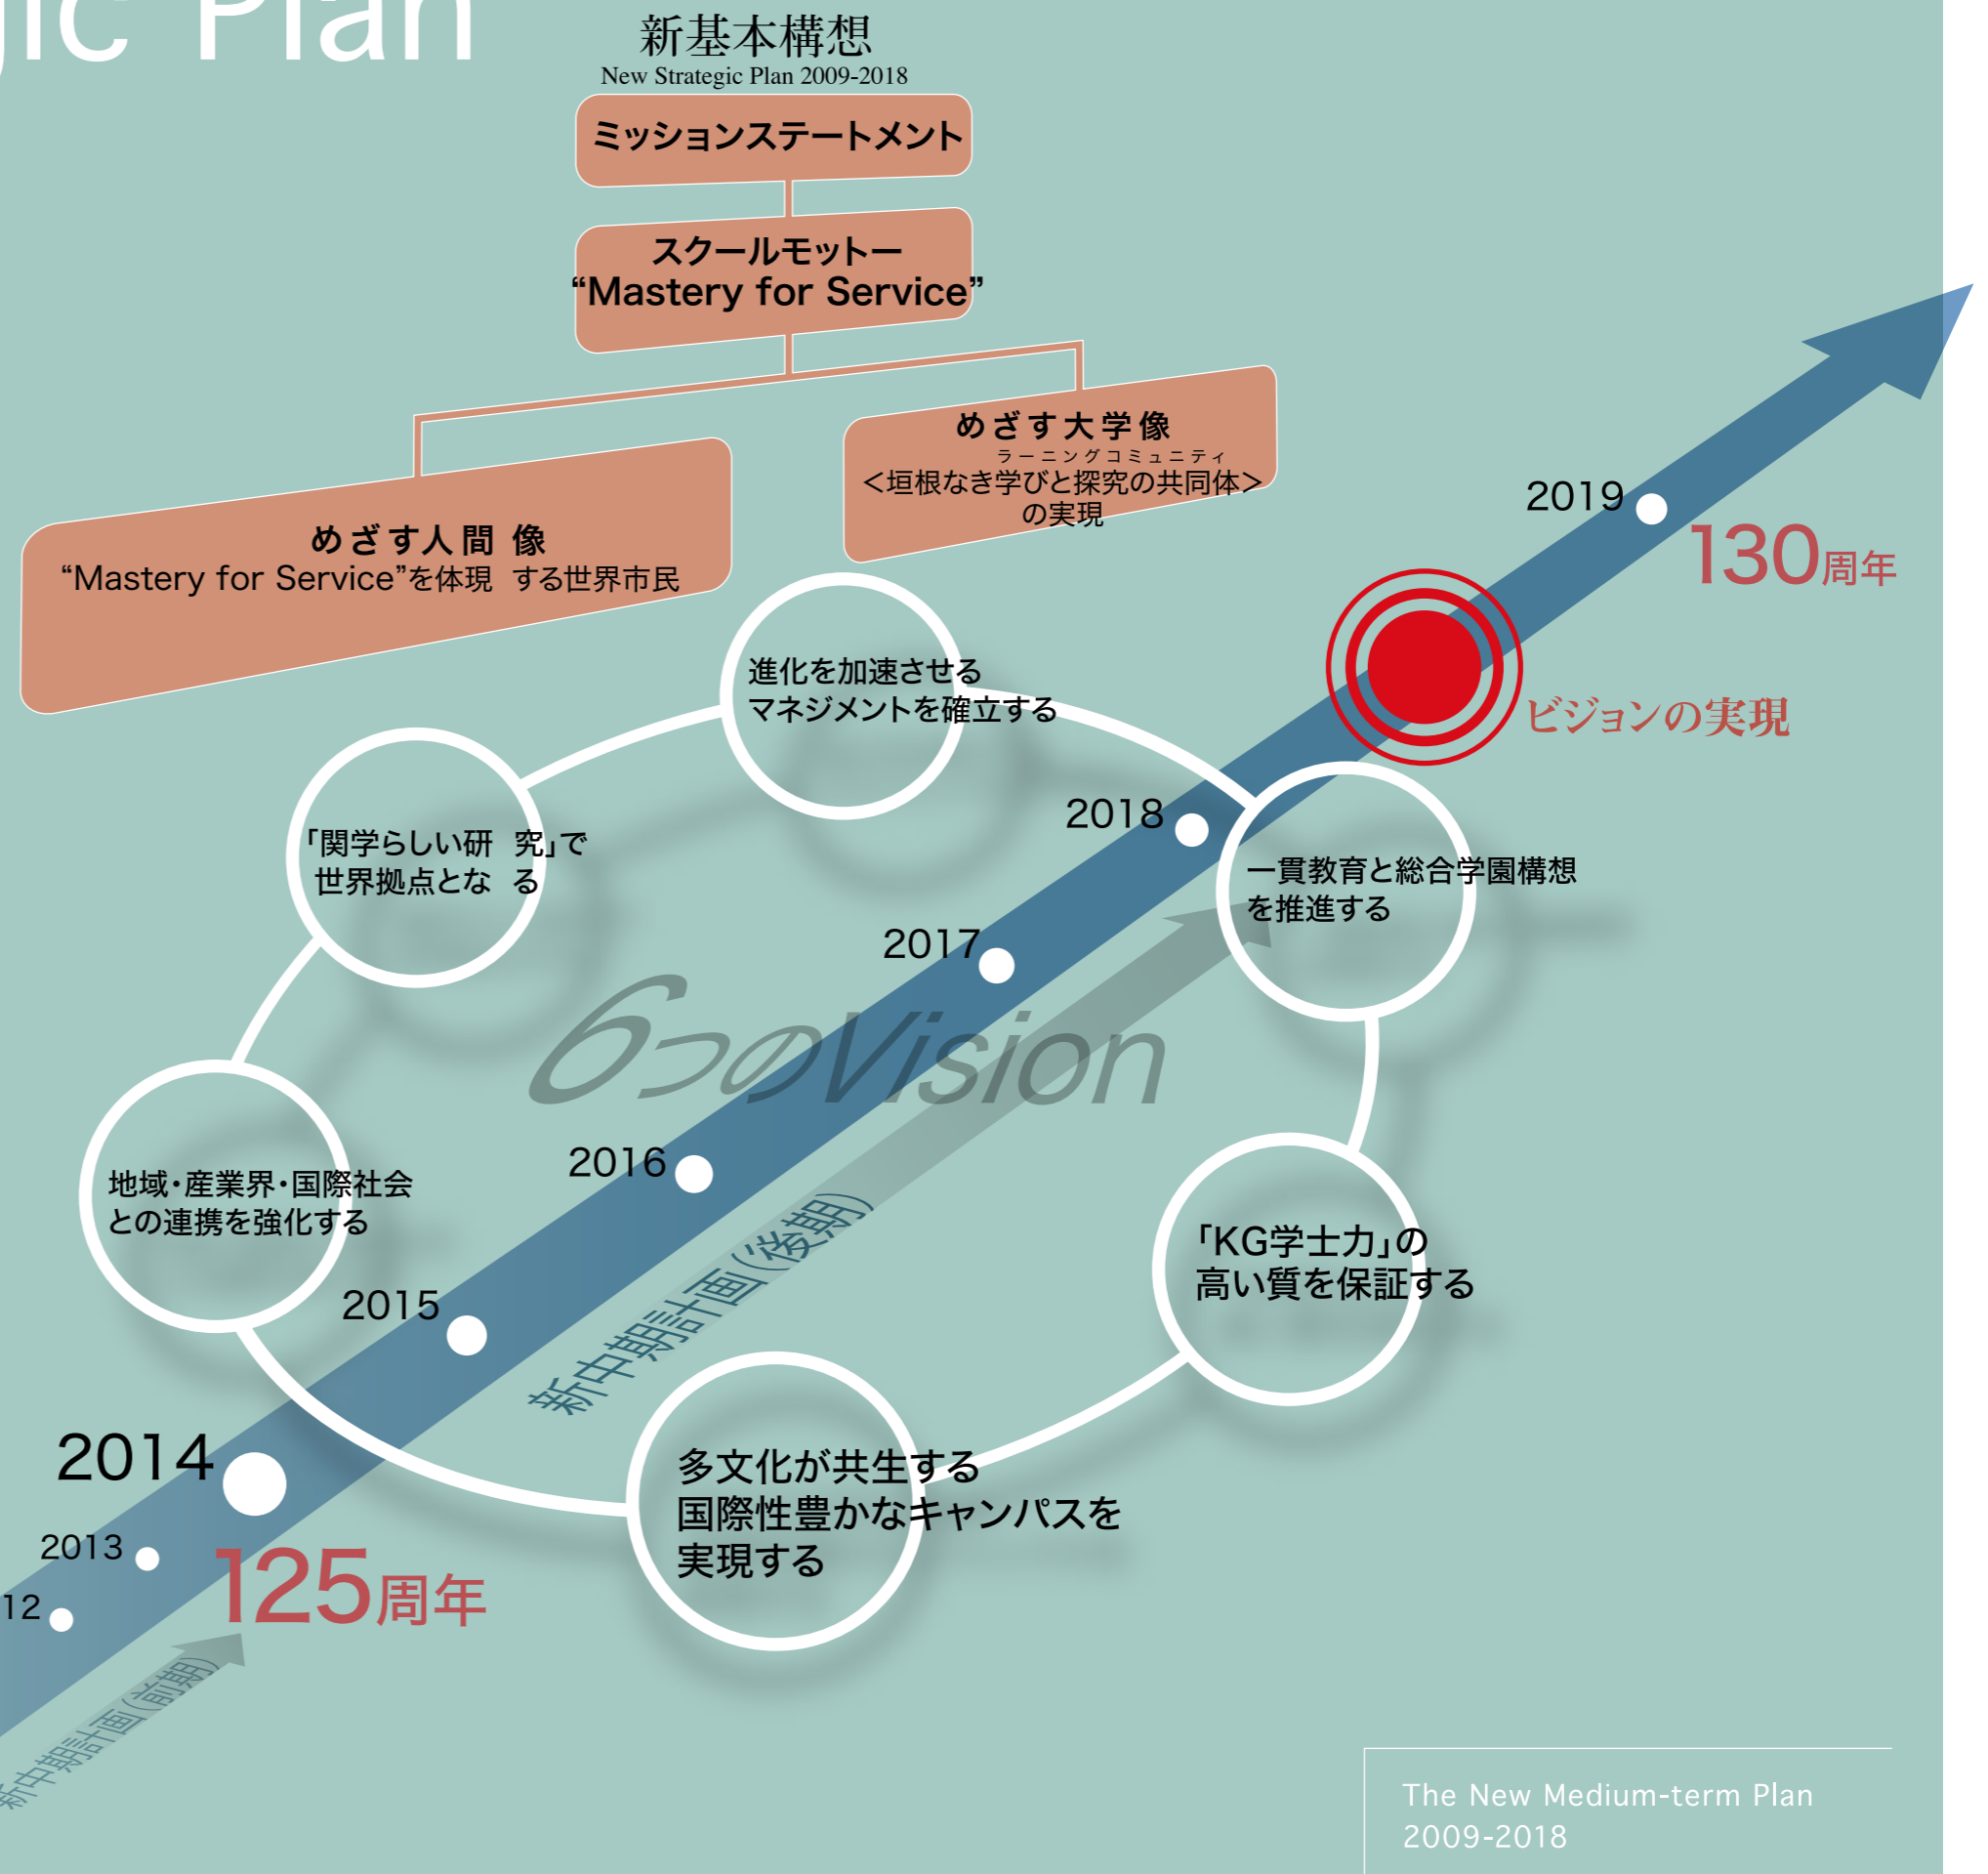 gic Plan
新基本構想
New Strategic Plan 2009-2018
ミッションステートメント
スクールモットー
“Mastery for Service”
めざす大学像
ラーニングコミュニティ
＜垣根なき学びと探究の共同体＞
の実現
めざす人間像
“Mastery for Service”を体現する世界市民
2019
130周年
ビジョンの実現
進化を加速させる
マネジメントを確立する
「関学らしい研究」で
世界拠点となる
2018
一貫教育と総合学園構想
を推進する
2017
6つのVision
2016
地域・産業界・国際社会
との連携を強化する
新中期計画(後期)
「KG学士力」の
高い質を保証する
2015
2014
多文化が共生する
国際性豊かなキャンパスを
実現する
2013
125周年
12
新中期計画(前期)
The New Medium-term Plan
2009-2018